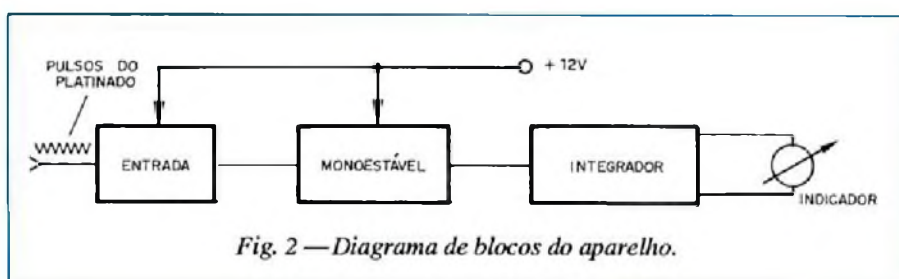 PULSOS DO
PLATINADO
+ 12V
ENTRADA
MONOESTÁVEL
INTEGRADOR
INDICADOR
Fig. 2 — Diagrama de blocos do aparelho.